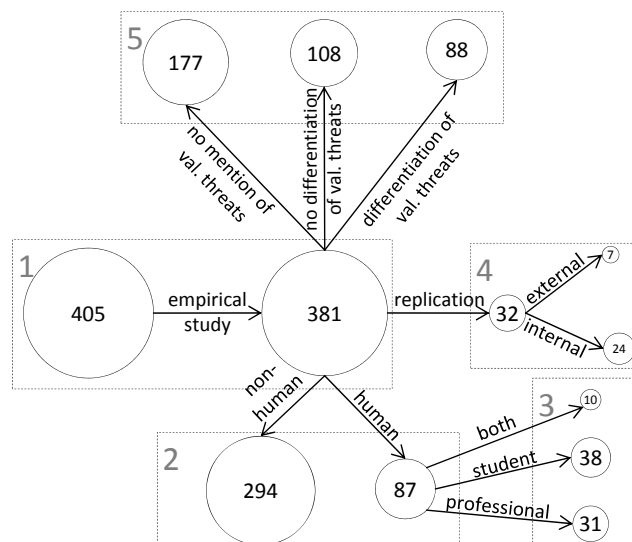 5
177
108
88
no mention of
val. threats
no differentiation
of val. threats
differentiation of
val. threats
1
405
empirical
study
381
replication
4
32
external
7
internal
24
non-
human
human
2
294
87
3
both
10
student
38
professional
31